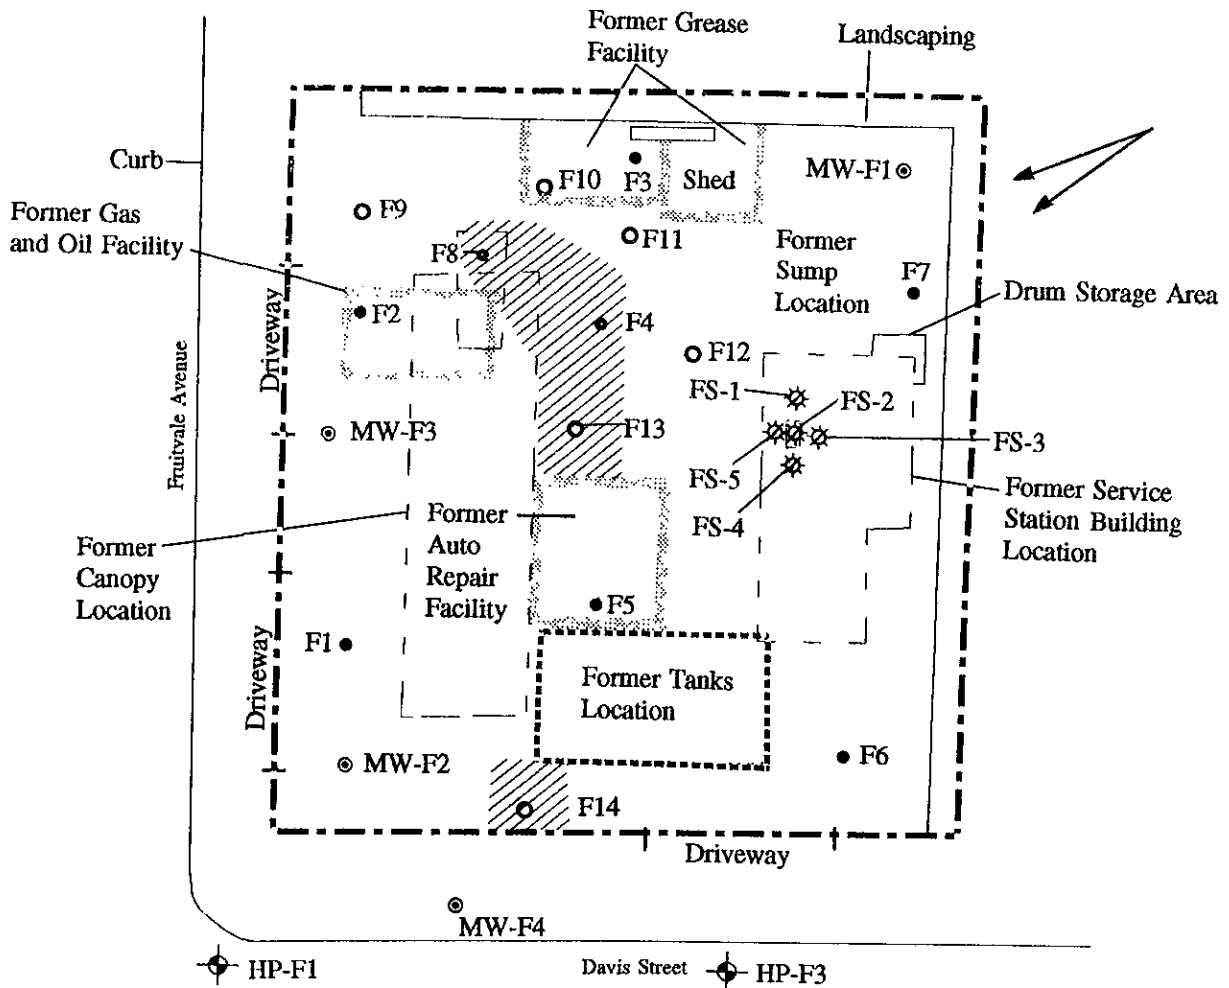 Former Grease
Facility
Landscaping
Curb
MW-F1
F10
F3
Shed
Former Gas
and Oil Facility
F9
F8
F11
Former
Sump
Location
F7
Drum Storage Area
F2
F4
Driveway
F12
FS-1
FS-2
Fruitvale Avenue
MW-F3
F13
FS-3
FS-5
FS-4
Former Service
Station Building
Location
Former
Canopy
Location
Former
Auto
Repair
Facility
F5
F1
Driveway
Former Tanks
Location
MW-F2
F6
F14
Driveway
MW-F4
HP-F1
Davis Street
HP-F3